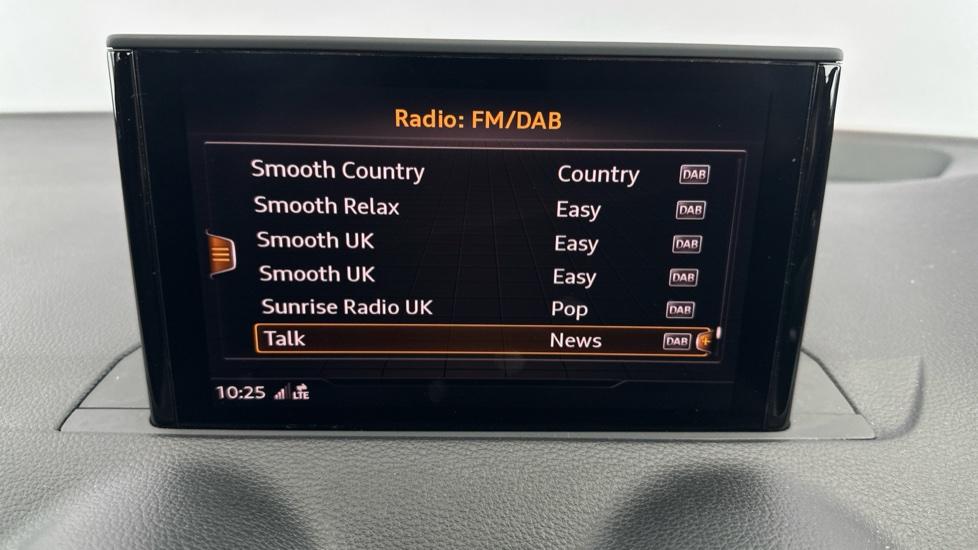 Radio: FM/DAB
Smooth Country Country DAB
Smooth Relax Easy DAB
Smooth UK Easy DAB
Smooth UK Easy DAB
Sunrise Radio UK Pop DAB
Talk News DAB
10:25 LTE